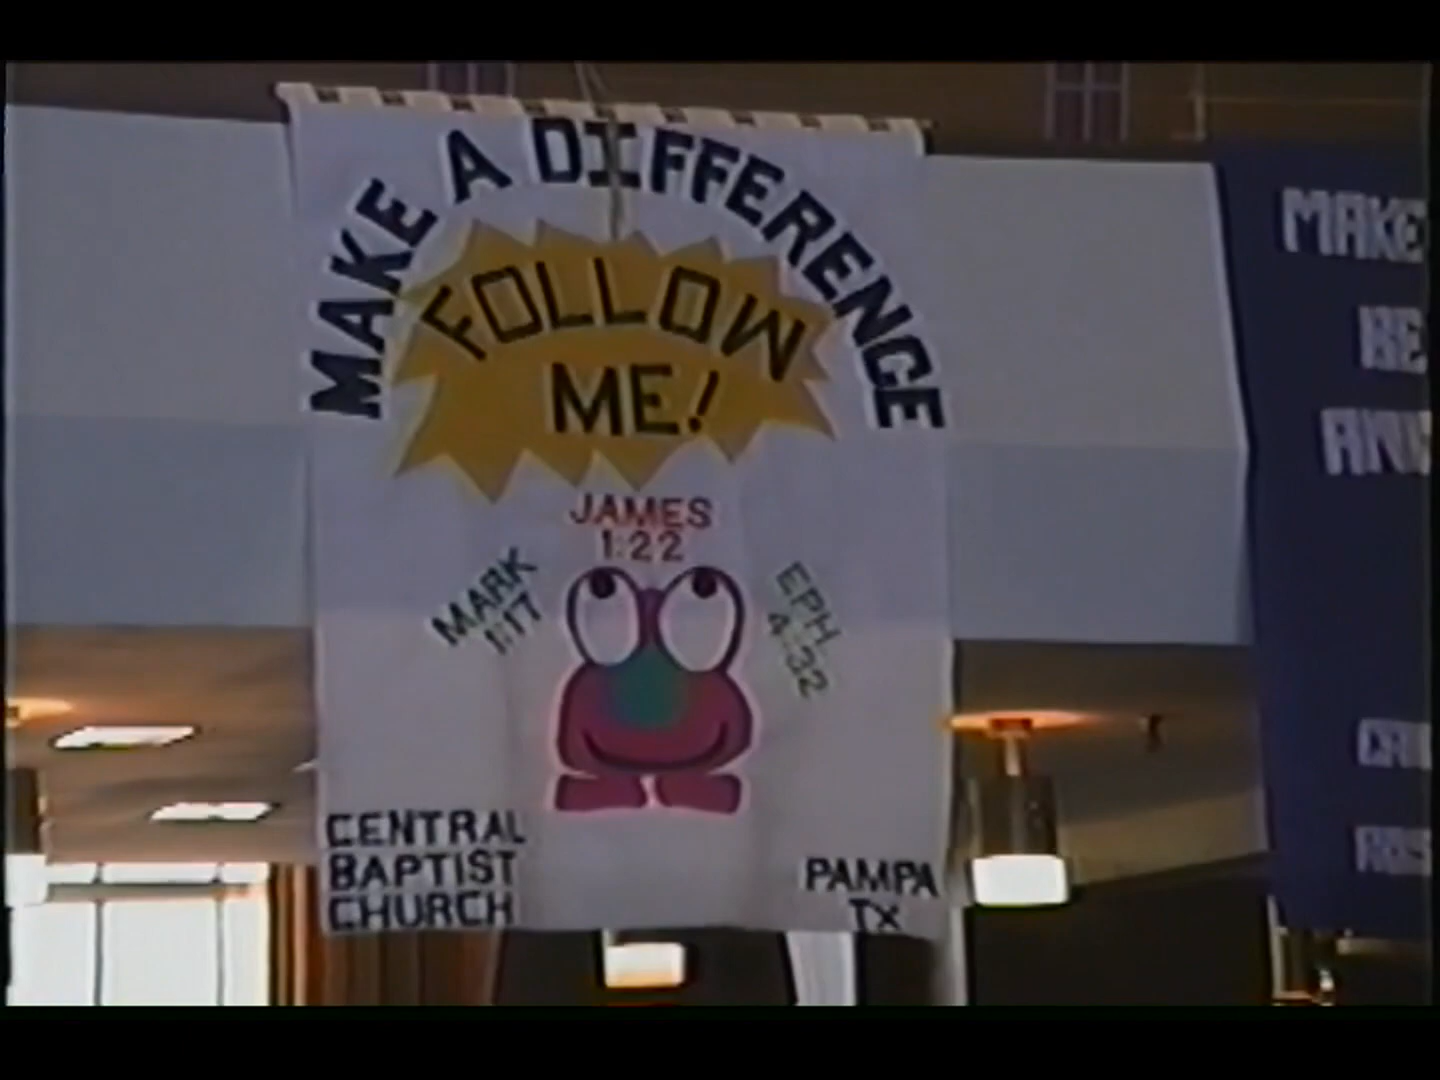 MAKE A DIFFERENCE
FOLLOW
ME!
JAMES
1:22
MARK
1:17
EPH
4:32
CENTRAL
BAPTIST
CHURCH
PAMPA
TX
MAKE
BE
AND